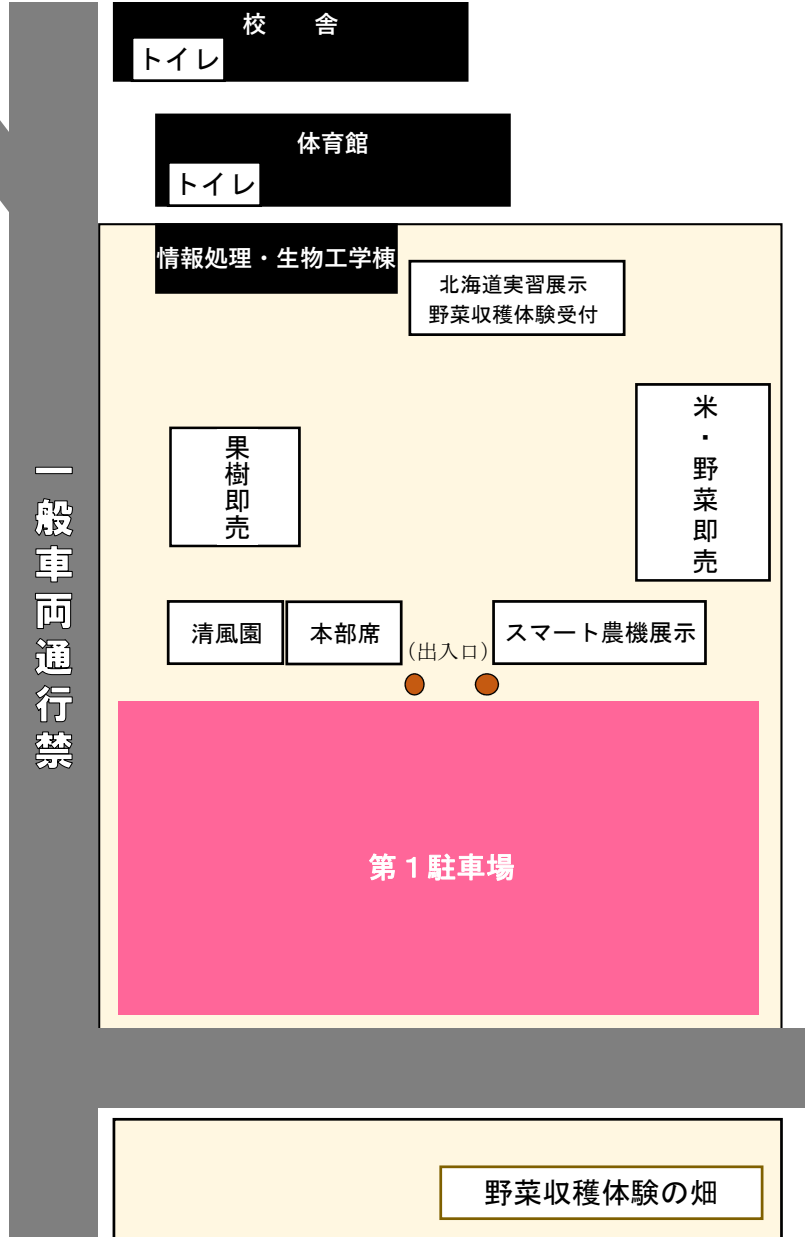 校　舎
トイレ
体育館
トイレ
情報処理・生物工学棟
北海道実習展示
野菜収穫体験受付
米・野菜即売
果樹即売
一般車両通行禁
清風園
本部席
(出入口)
スマート農機展示
第１駐車場
野菜収穫体験の畑